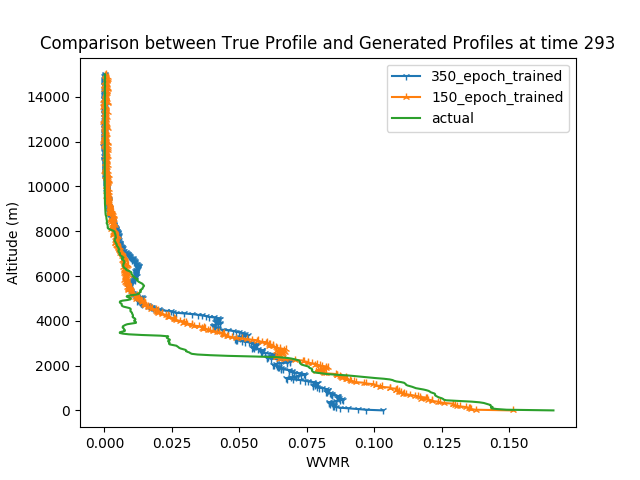 Comparison between True Profile and Generated Profiles at time 293
350_epoch_trained
150_epoch_trained
actual
Altitude (m)
14000
12000
10000
8000
6000
4000
2000
0
0.000 0.025 0.050 0.075 0.100 0.125 0.150
WVMR